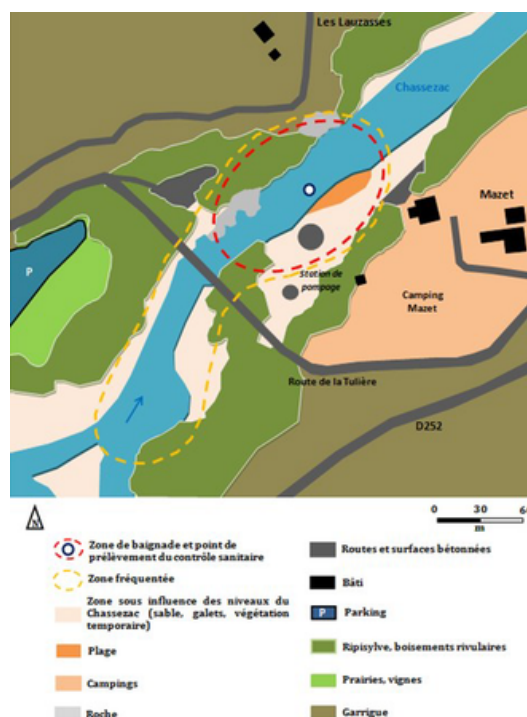 Les Lauzasses
Chassezac
Mazet
P
Station de
pompage
Camping
Mazet
Route de la Tulière
D252
N
0 30 6
m
Zone de baignade et point de
prélèvement du contrôle sanitaire
Routes et surfaces bétonnées
Zone fréquentée
Bâti
Zone sous influence des niveaux du
Chassezac (sable, galets, végétation
temporaire)
P
Parking
Plage
Ripisylve, boisements rivulaires
Campings
Prairies, vignes
Roche
Garrigue